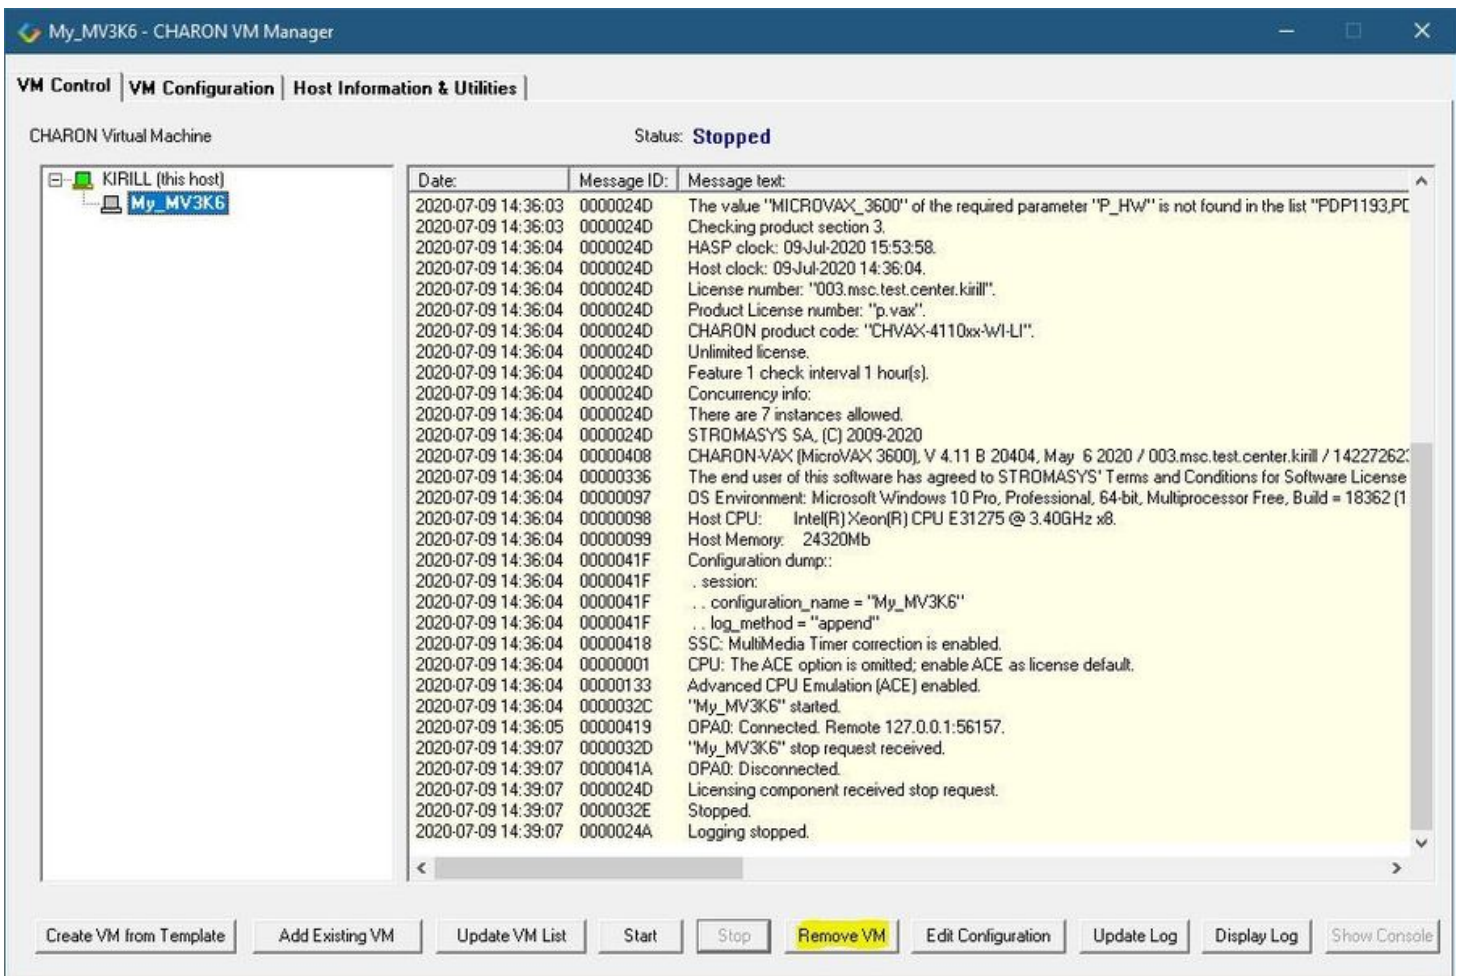 My_MV3K6 - CHARON VM Manager
VM Control VM Configuration Host Information & Utilities
CHARON Virtual Machine Status: Stopped
KIRILL (this host)
My_MV3K6
Date: Message ID: Message text:
2020-07-09 14:36:03 0000024D The value "MICROVAX_3600" of the required parameter "P_HW" is not found in the list "PDP1193,PD
2020-07-09 14:36:03 0000024D Checking product section 3.
2020-07-09 14:36:04 0000024D HASP clock: 09-Jul-2020 15:53:58.
2020-07-09 14:36:04 0000024D Host clock: 09-Jul-2020 14:36:04.
2020-07-09 14:36:04 0000024D License number: "003.msc.test.center.kirill".
2020-07-09 14:36:04 0000024D Product License number: "p.vax".
2020-07-09 14:36:04 0000024D CHARON product code: "CHVAX-4110xx-WI-LI".
2020-07-09 14:36:04 0000024D Unlimited license.
2020-07-09 14:36:04 0000024D Feature 1 check interval 1 hour(s).
2020-07-09 14:36:04 0000024D Concurrency info:
2020-07-09 14:36:04 0000024D There are 7 instances allowed.
2020-07-09 14:36:04 0000024D STROMASYS SA, (C) 2009-2020
2020-07-09 14:36:04 00000408 CHARON-VAX (MicroVAX 3600), V 4.11 B 20404, May 6 2020 / 003.msc.test.center.kirill / 142272623
2020-07-09 14:36:04 00000336 The end user of this software has agreed to STROMASYS' Terms and Conditions for Software License
2020-07-09 14:36:04 00000097 OS Environment: Microsoft Windows 10 Pro, Professional, 64-bit, Multiprocessor Free, Build = 18362 (1
2020-07-09 14:36:04 00000098 Host CPU: Intel(R) Xeon(R) CPU E31275 @ 3.40GHz x8.
2020-07-09 14:36:04 00000099 Host Memory: 24320Mb
2020-07-09 14:36:04 0000041F Configuration dump::
2020-07-09 14:36:04 0000041F . session:
2020-07-09 14:36:04 0000041F . . configuration_name = "My_MV3K6"
2020-07-09 14:36:04 0000041F . . log_method = "append"
2020-07-09 14:36:04 00000418 SSC: MultiMedia Timer correction is enabled.
2020-07-09 14:36:04 00000001 CPU: The ACE option is omitted; enable ACE as license default.
2020-07-09 14:36:04 00000133 Advanced CPU Emulation (ACE) enabled.
2020-07-09 14:36:04 0000032C "My_MV3K6" started.
2020-07-09 14:36:05 00000419 OPA0: Connected. Remote 127.0.0.1:56157.
2020-07-09 14:39:07 0000032D "My_MV3K6" stop request received.
2020-07-09 14:39:07 0000041A OPA0: Disconnected.
2020-07-09 14:39:07 0000024D Licensing component received stop request.
2020-07-09 14:39:07 0000032E Stopped.
2020-07-09 14:39:07 0000024A Logging stopped.
Create VM from Template Add Existing VM Update VM List Start Stop Remove VM Edit Configuration Update Log Display Log Show Console